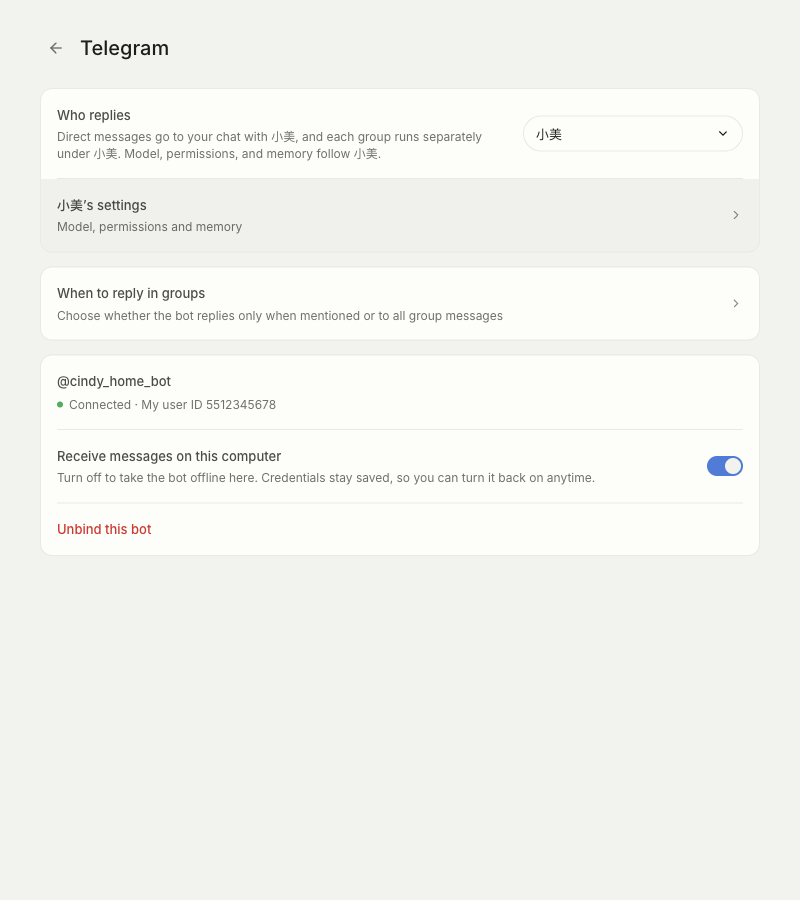 Telegram
Who replies
Direct messages go to your chat with 小美, and each group runs separately
under 小美. Model, permissions, and memory follow 小美.
小美
小美’s settings
Model, permissions and memory
When to reply in groups
Choose whether the bot replies only when mentioned or to all group messages
@cindy_home_bot
Connected · My user ID 5512345678
Receive messages on this computer
Turn off to take the bot offline here. Credentials stay saved, so you can turn it back on anytime.
Unbind this bot